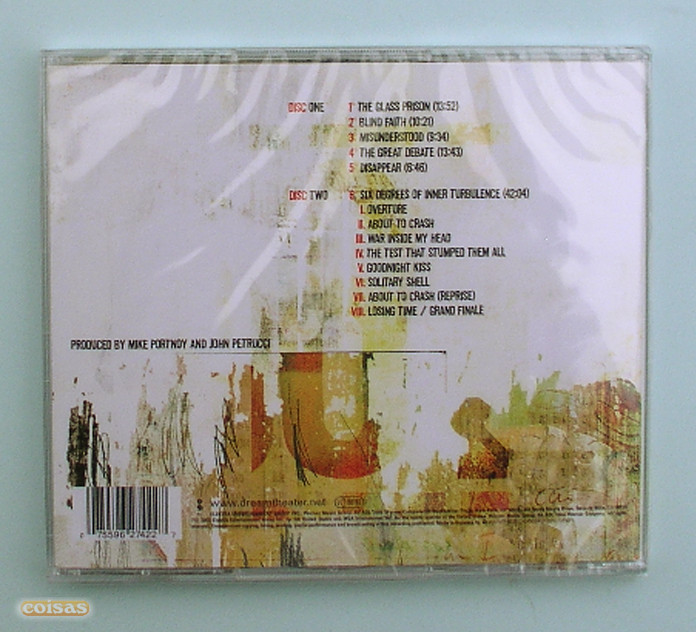 DISC ONE 1 THE GLASS PRISON (13:52)
2 BLIND FAITH (10:21)
3 MISUNDERSTOOD (9:34)
4 THE GREAT DEBATE (13:43)
5 DISAPPEAR (6:46)
DISC TWO 6. SIX DEGREES OF INNER TURBULENCE (42:04)
I. OVERTURE
II. ABOUT TO CRASH
III. WAR INSIDE MY HEAD
IV. THE TEST THAT STUMPED THEM ALL
V. GOODNIGHT KISS
VI. SOLITARY SHELL
VII. ABOUT TO CRASH (REPRISE)
VIII. LOSING TIME / GRAND FINALE
PRODUCED BY MIKE PORTNOY AND JOHN PETRUCCI
www.dreamtheater.net
0 75596 27422 7
coisas